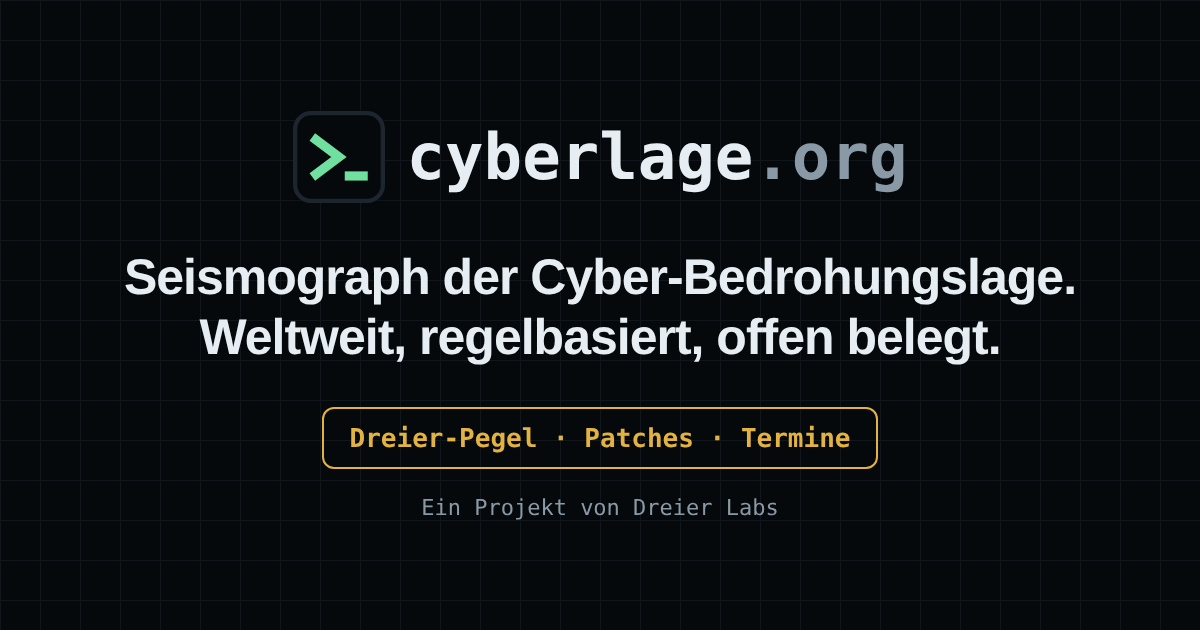 cyberlage.org
Seismograph der Cyber-Bedrohungslage.
Weltweit, regelbasiert, offen belegt.
Dreier-Pegel · Patches · Termine
Ein Projekt von Dreier Labs